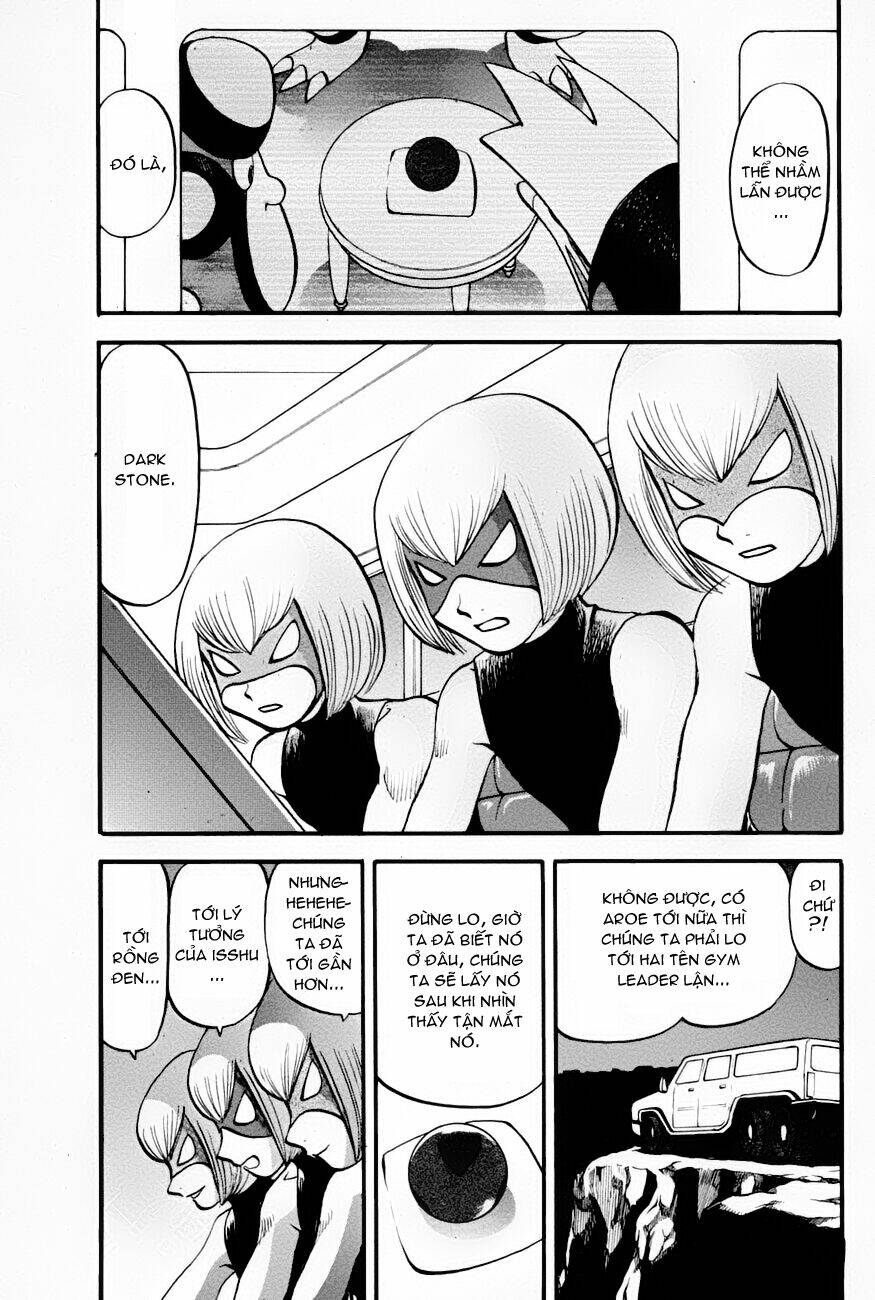 KHÔNG
THỂ NHẦM
LẪN ĐƯỢC
...
ĐÓ LÀ,
DARK
STONE.
ĐI
CHỨ
?!
KHÔNG ĐƯỢC, CÓ
AROE TỚI NỮA THÌ
CHÚNG TA PHẢI LO
TỚI HAI TÊN GYM
LEADER LẬN...
ĐỪNG LO, GIỜ
TA ĐÃ BIẾT NÓ
Ở ĐÂU, CHÚNG
TA SẼ LẤY NÓ
SAU KHI NHÌN
THẤY TẬN MẮT
NÓ.
NHƯNG-
HEHEHE-
CHÚNG
TA ĐÃ
TỚI GẦN
HƠN...
TỚI LÝ
TƯỞNG
CỦA ISSHU
...
TỚI
RỒNG
ĐEN...